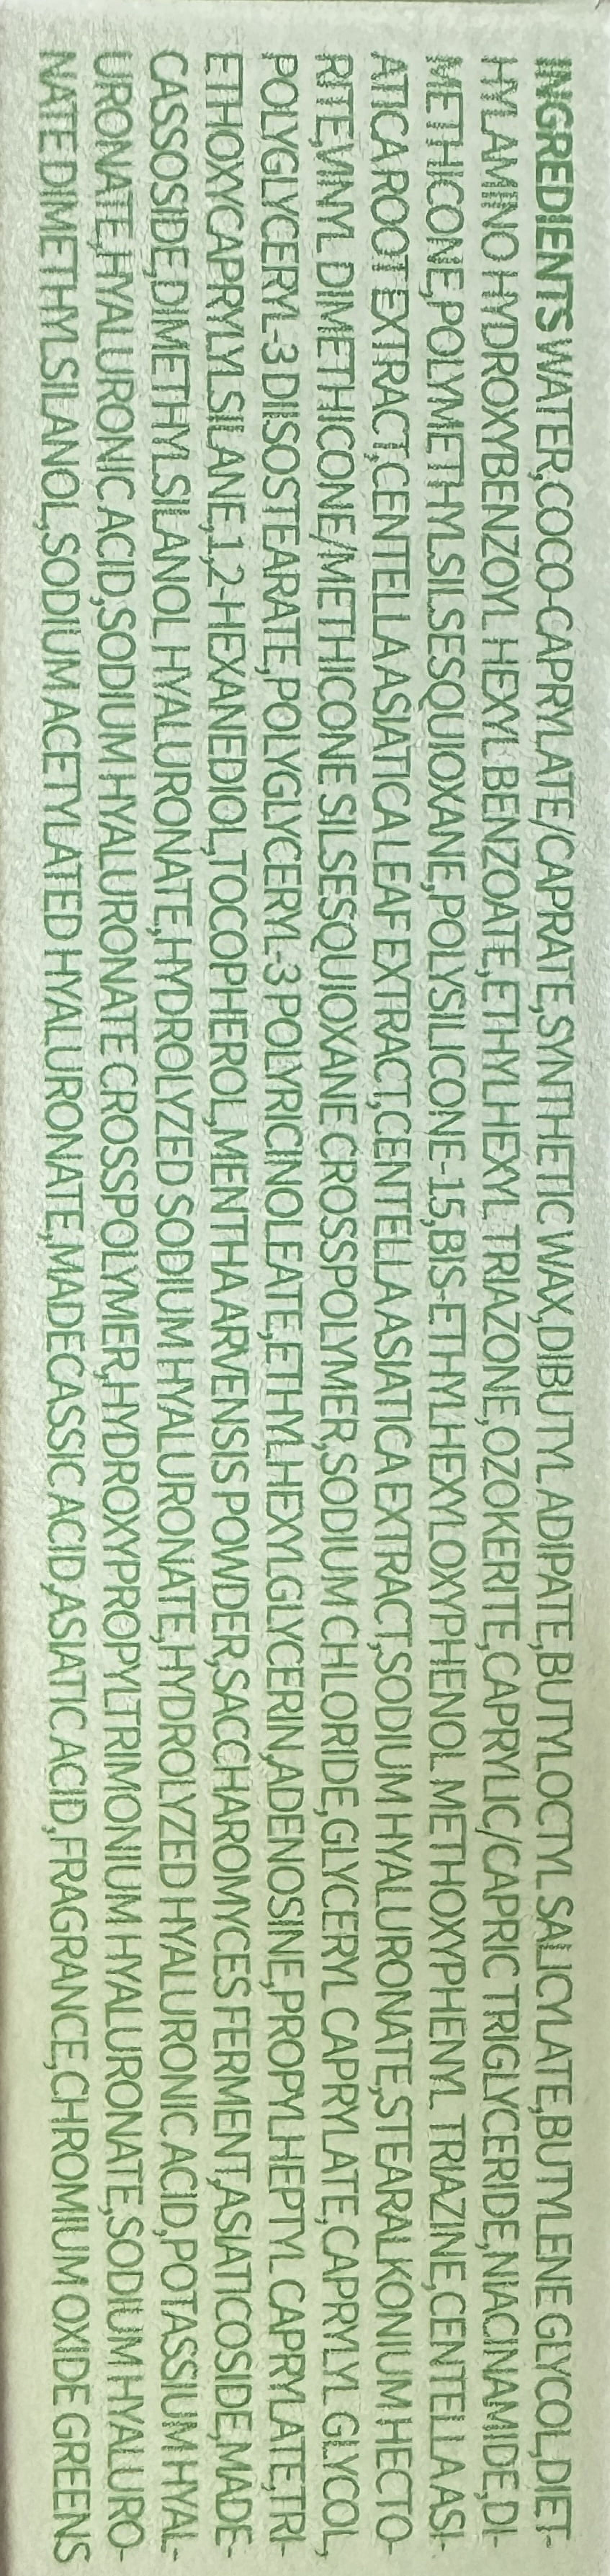 INGREDIENTS WATER,COCO-CAPRYLATE/CAPRATE,SYNTHETIC WAX,DIBUTYL ADIPATE,BUTYLOCTYL SALICYLATE,BUTYLENE GLYCOL,DIET-
HYLAMINO HYDROXYBENZOYL HEXYL BENZOATE,ETHYLHEXYL TRIAZONE,OZOKERITE,CAPRYLIC/CAPRIC TRIGLYCERIDE,NIACINAMIDE,DI-
METHICONE,POLYMETHYLSILSESQUIOXANE,POLYSILICONE-15,BIS-ETHYLHEXYLOXYPHENOL METHOXYPHENYL TRIAZINE,CENTELLA ASI-
ATICA ROOT EXTRACT,CENTELLA ASIATICA LEAF EXTRACT,CENTELLA ASIATICA EXTRACT,SODIUM HYALURONATE,STEARALKONIUM HECTO-
RITE,VINYL DIMETHICONE/METHICONE SILSESQUIOXANE CROSSPOLYMER,SODIUM CHLORIDE,GLYCERYL CAPRYLATE,CAPRYLYL GLYCOL,
POLYGLYCERYL-3 DIISOSTEARATE,POLYGLYCERYL-3 POLYRICINOLEATE,ETHYLHEXYLGLYCERIN,ADENOSINE,PROPYLHEPTYL CAPRYLATE,TRI-
ETHOXYCAPRYLYLSILANE,1,2-HEXANEDIOL,TOCOPHEROL,MENTHA ARVENSIS POWDER,SACCHAROMYCES FERMENT,ASIATICOSIDE,MADE-
CASSOSIDE,DIMETHYLSILANOL HYALURONATE,HYDROLYZED SODIUM HYALURONATE,HYDROLYZED HYALURONIC ACID,POTASSIUM HYAL-
URONATE,HYALURONIC ACID,SODIUM HYALURONATE CROSSPOLYMER,HYDROXYPROPYLTRIMONIUM HYALURONATE,SODIUM HYALURO-
NATE DIMETHYLSILANOL,SODIUM ACETYLATED HYALURONATE,MADECASSIC ACID,ASIATIC ACID,FRAGRANCE,CHROMIUM OXIDE GREENS